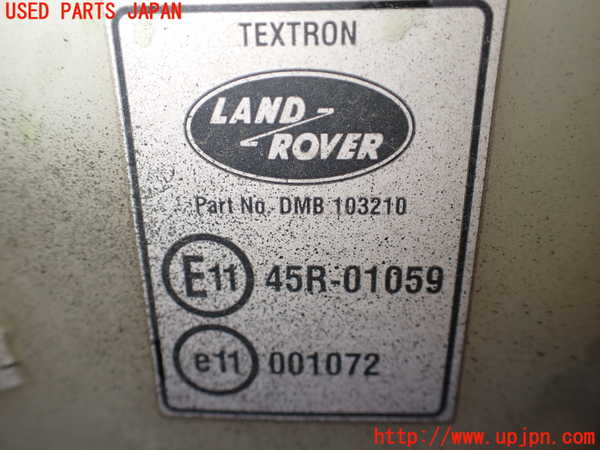 USED PARTS JAPAN
TEXTRON
LAND-
ROVER
Part No. DMB 103210
E11 45R-01059
e11 001072
http://www.upjpn.com